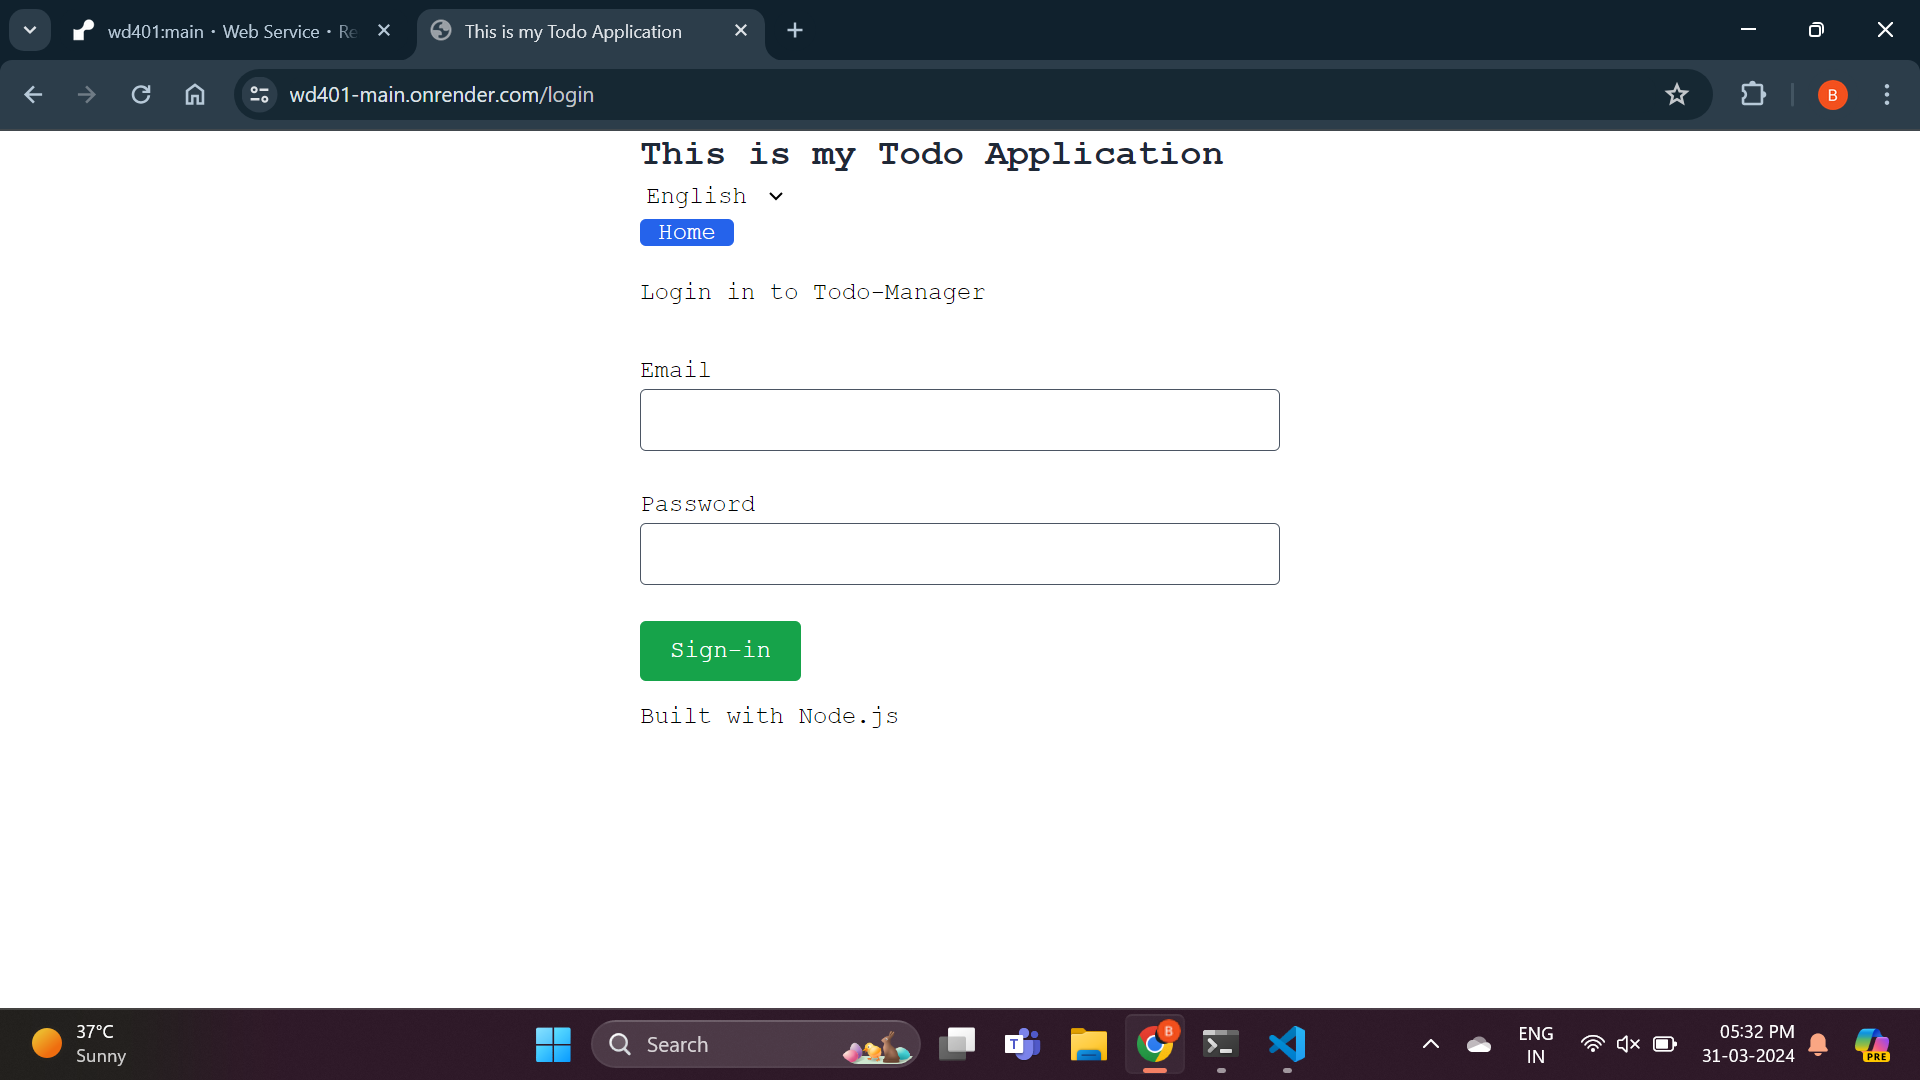 wd401:main · Web Service · Re
This is my Todo Application
wd401-main.onrender.com/login
B
This is my Todo Application
English
Home
Login in to Todo-Manager
Email
Password
Sign-in
Built with Node.js
37°C
Sunny
Search
T
B
ENG
IN
05:32 PM
31-03-2024
PRE